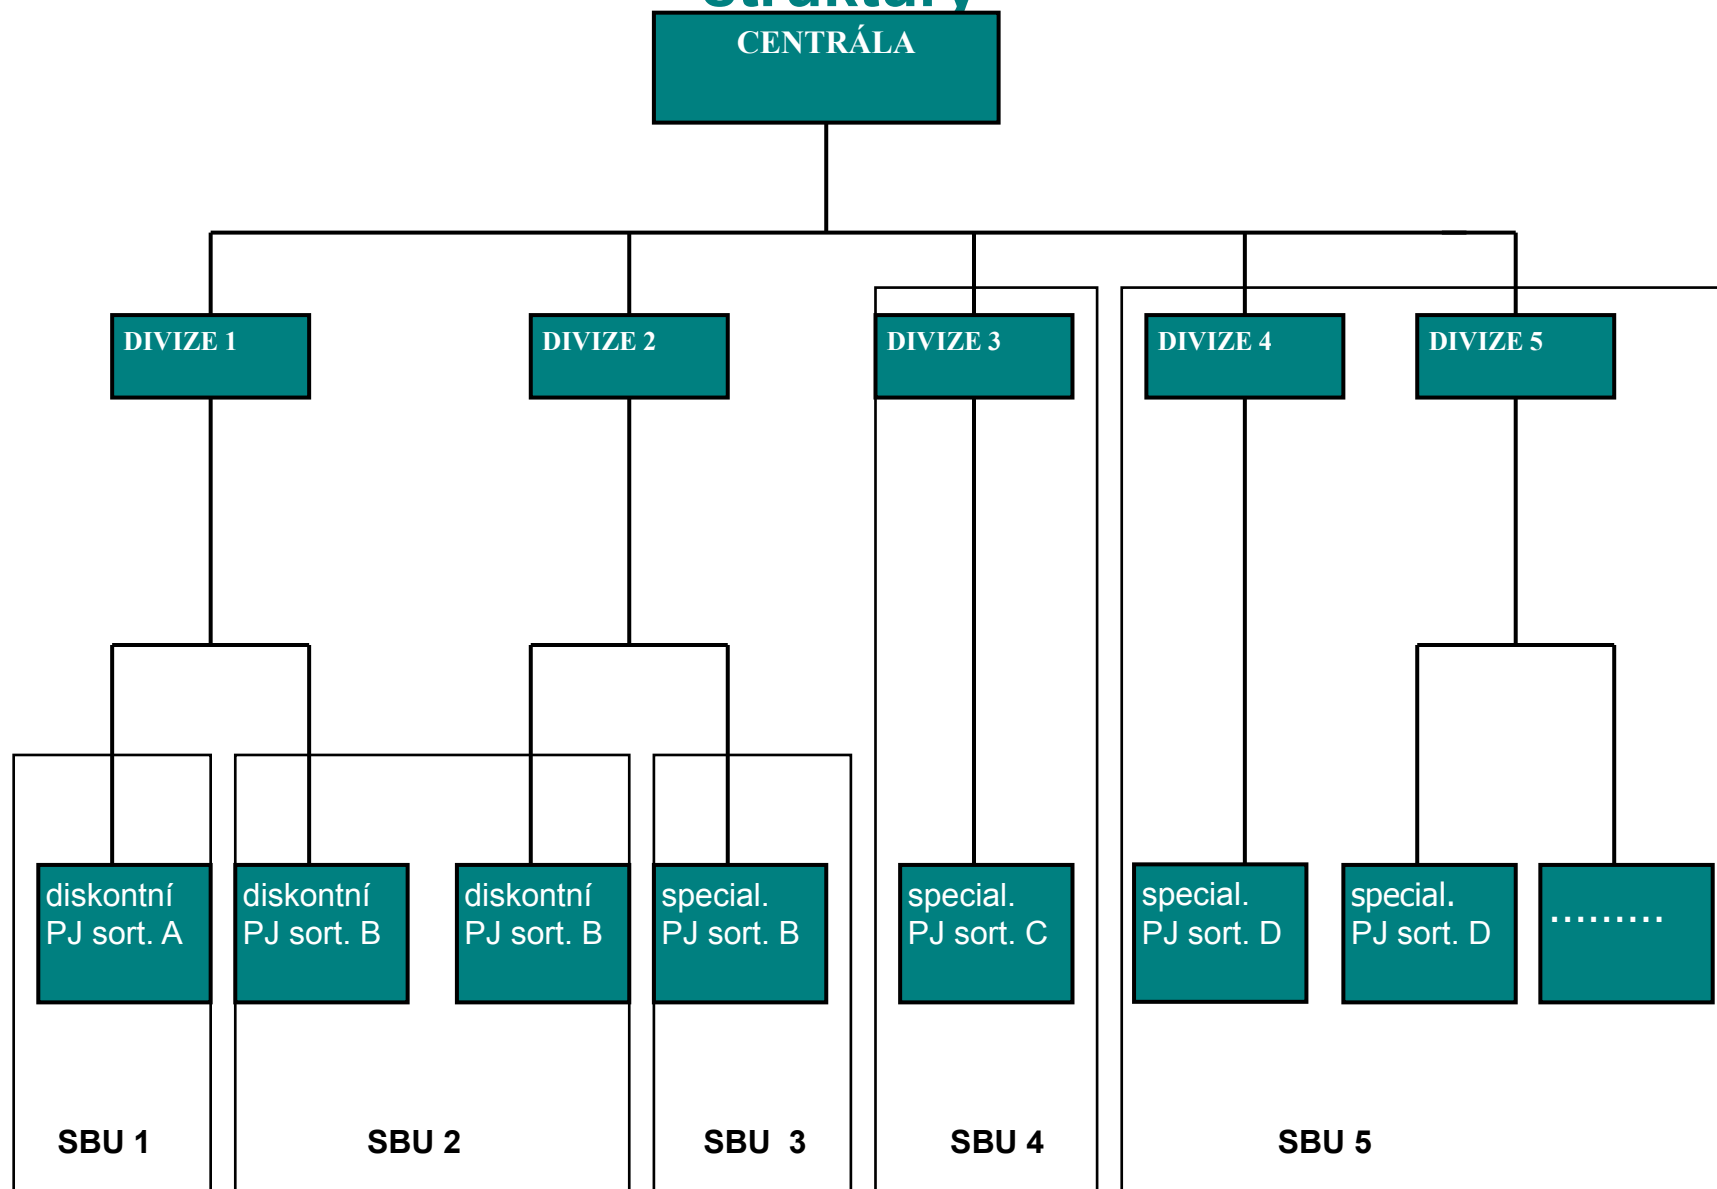 CENTRÁLA
DIVIZE 1
DIVIZE 2
DIVIZE 3
DIVIZE 4
DIVIZE 5
diskontní
PJ sort. A
diskontní
PJ sort. B
diskontní
PJ sort. B
special.
PJ sort. B
special.
PJ sort. C
special.
PJ sort. D
special.
PJ sort. D
.........
SBU 1
SBU 2
SBU  3
SBU 4
SBU 5